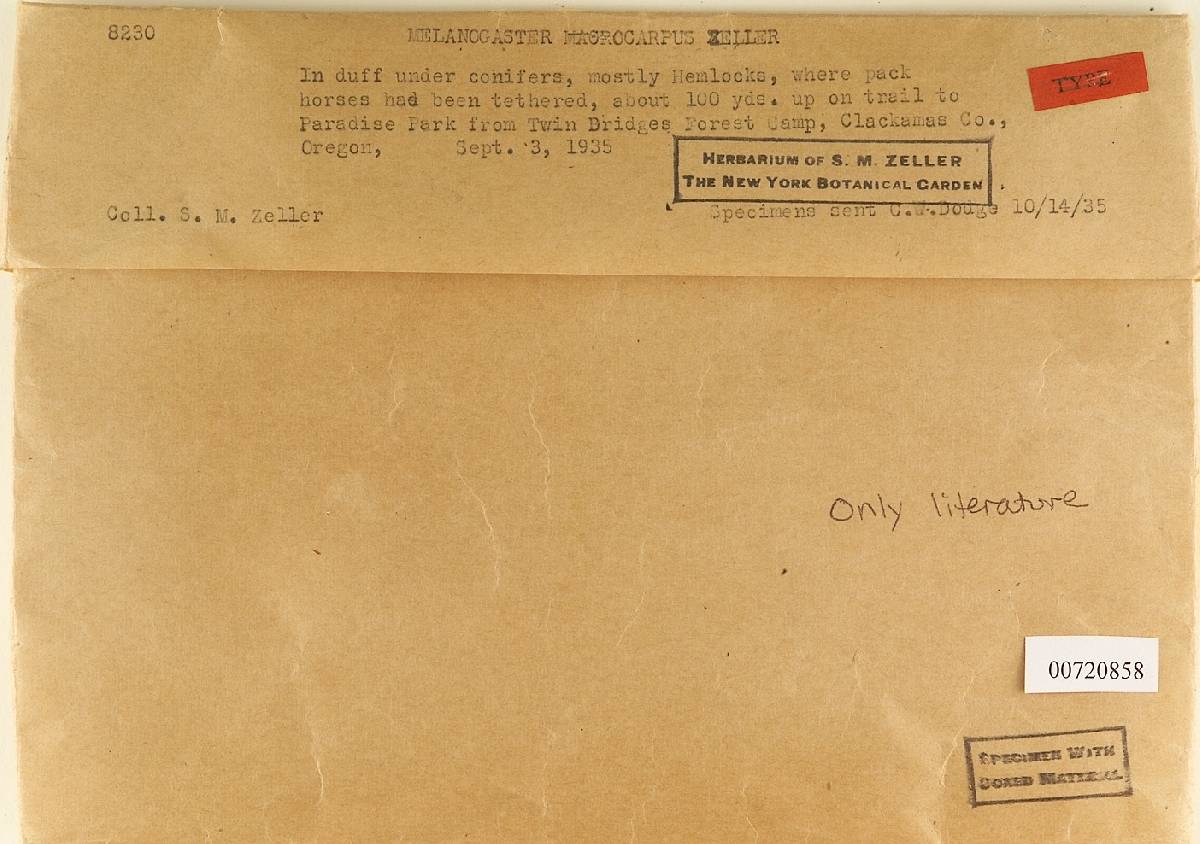 8230
MELANOGASTER MACROCARPUS ZELLER
TYPE
In duff under conifers, mostly Hemlocks, where pack
horses had been tethered, about 100 yds. up on trail to
Paradise Park from Twin Bridges Forest Camp, Clackamas Co.,
Oregon, Sept. 3, 1935
HERBARIUM OF S. M. ZELLER
THE NEW YORK BOTANICAL GARDEN
Coll. S. M. Zeller
Specimens sent C.W.Dodge 10/14/35
Only literature
00720858
SPECIMEN WITH
BOXED MATERIAL